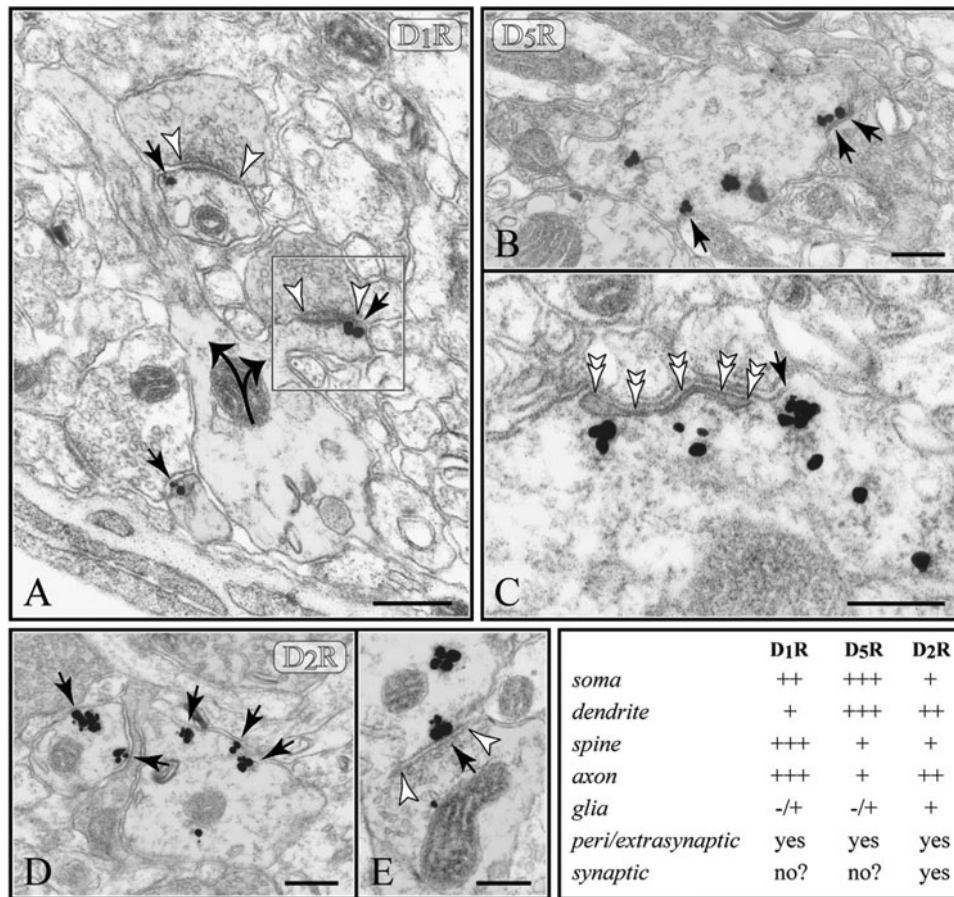 D1R
A
D5R
B
C
D2R
D
E
D1R D5R D2R
soma ++ +++ +
dendrite + +++ ++
spine +++ + +
axon +++ + ++
glia -/+ -/+ +
peri/extrasynaptic yes yes yes
synaptic no? no? yes